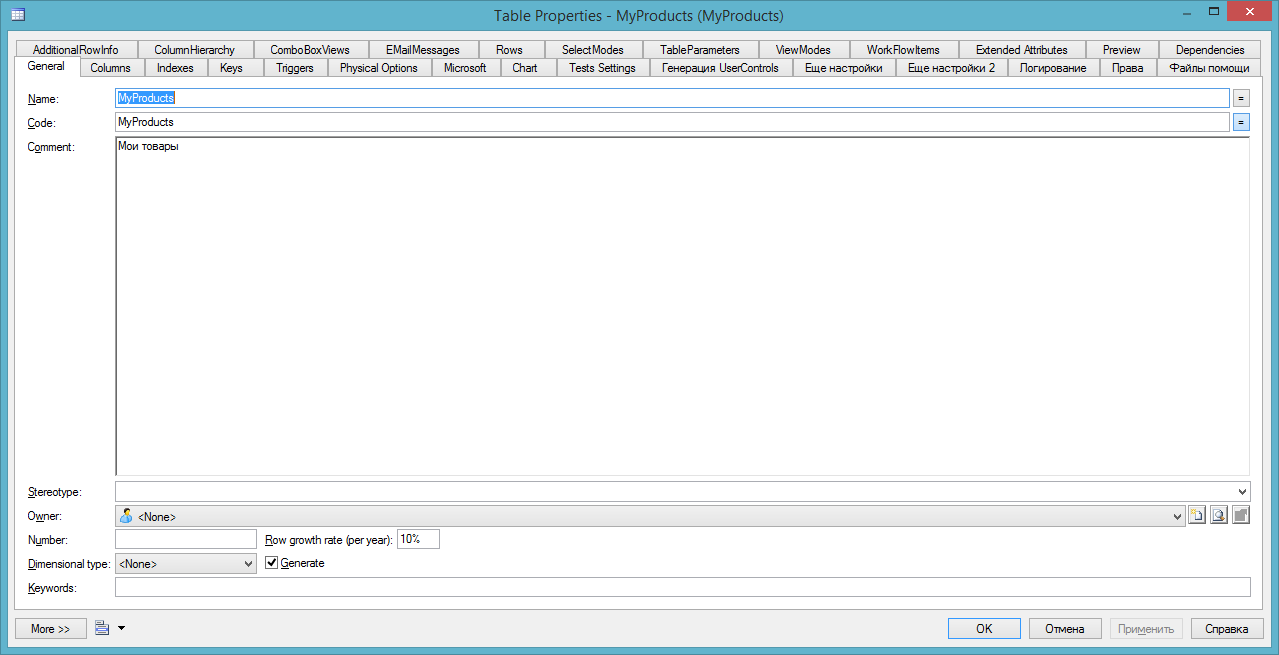 Table Properties - MyProducts (MyProducts)
AdditionalRowInfo ColumnHierarchy ComboBoxViews EMailMessages Rows SelectModes TableParameters ViewModes WorkFlowItems Extended Attributes Preview Dependencies
General Columns Indexes Keys Triggers Physical Options Microsoft Chart Tests Settings Генерация UserControls Еще настройки Еще настройки 2 Логирование Права Файлы помощи
Name: MyProducts =
Code: MyProducts =
Comment: Мои товары
Stereotype:
Owner: <None>
Number: Row growth rate (per year): 10%
Dimensional type: <None> Generate
Keywords:
More >> OK Отмена Применить Справка